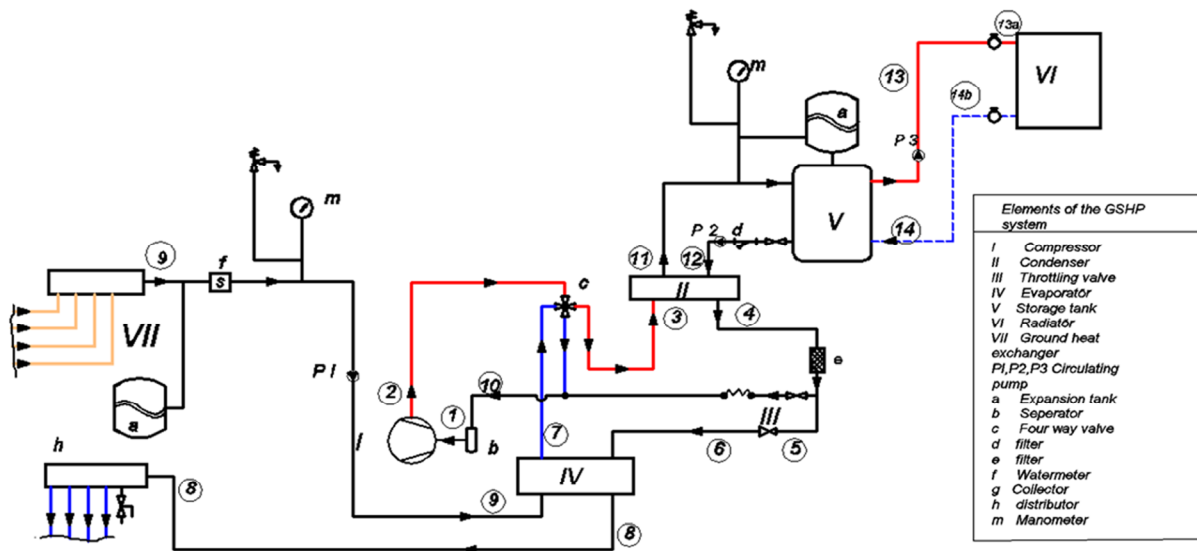 m
13a
13
VI
14b
a
P 3
m
9
f
s
V
14
P 2
d
11
12
c
II
3
4
VII
e
P I
2
10
1
III
a
I
b
7
6
5
h
IV
8
9
8
Elements of the GSHP
system
I Compressor
II Condenser
III Throttling valve
IV Evaporatör
V Storage tank
VI Radiatör
VII Ground heat
exchanger
PI,P2,P3 Circulating
pump
a Expansion tank
b Seperator
c Four way valve
d filter
e filter
f Watermeter
g Collector
h distributor
m Manometer